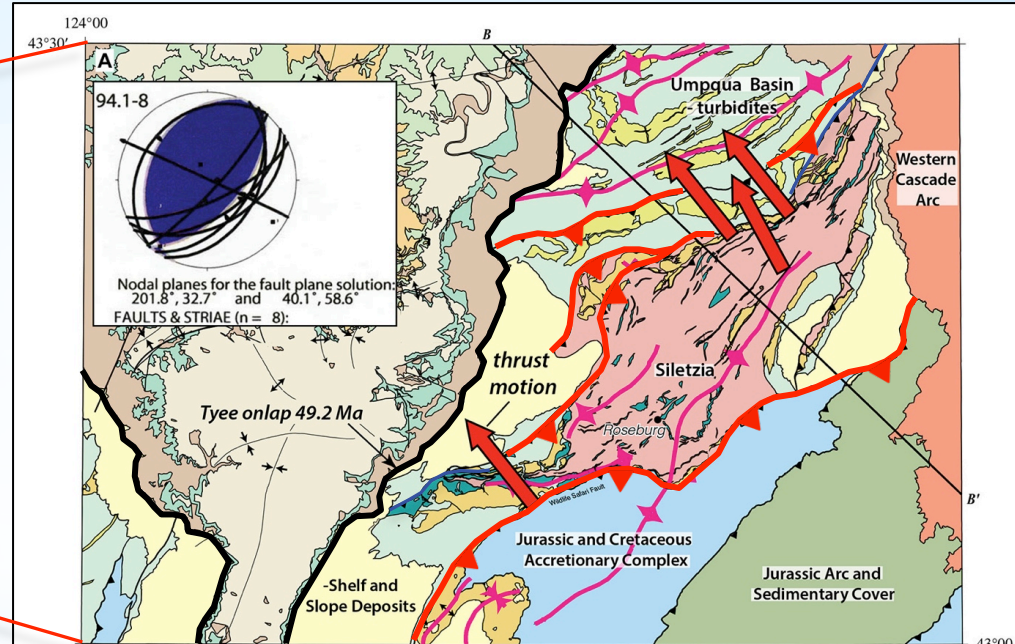 124°00
43°30′
B
A
94.1-8
Nodal planes for the fault plane solution:
201.8˚, 32.7˚ and 40.1˚, 58.6˚
FAULTS & STRIAE (n = 8):
Umpqua Basin
turbidites
Western
Cascade
Arc
thrust
motion
Siletzia
Tyee onlap 49.2 Ma
Roseburg
Wildlife Safari Fault
B′
Jurassic and Cretaceous
Accretionary Complex
Jurassic Arc and
Sedimentary Cover
-Shelf and
Slope Deposits
43°00